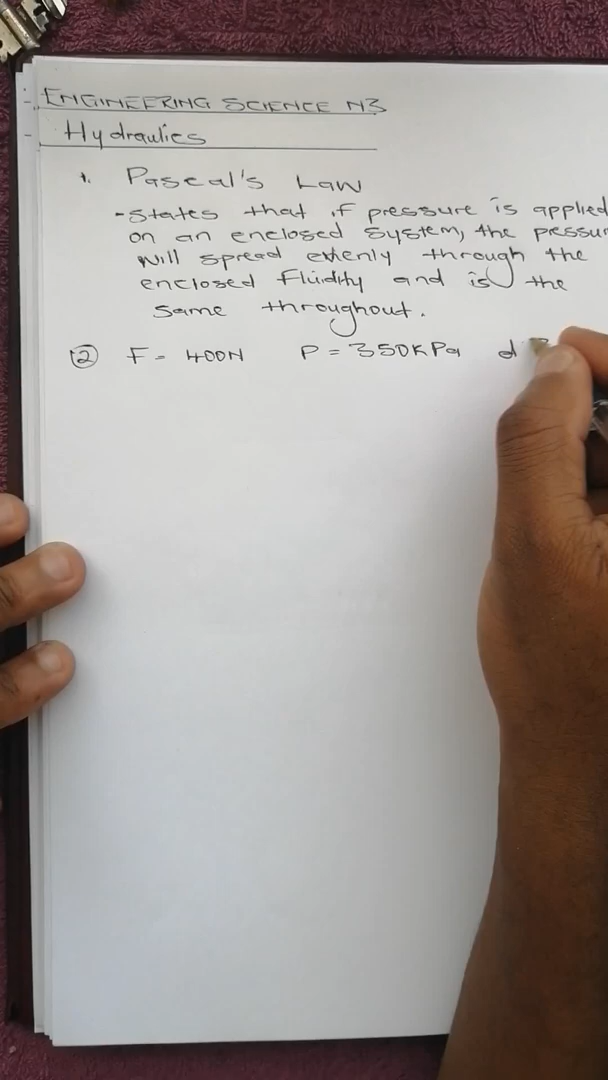 - ENGINEERING SCIENCE N3
- Hydraulics
1. Pascal's Law
- States that if pressure is applied
on an enclosed system, the pressur
will spread evenly through the
enclosed fluidity and is the
same throughout.
② F = 400N P = 350KPa d